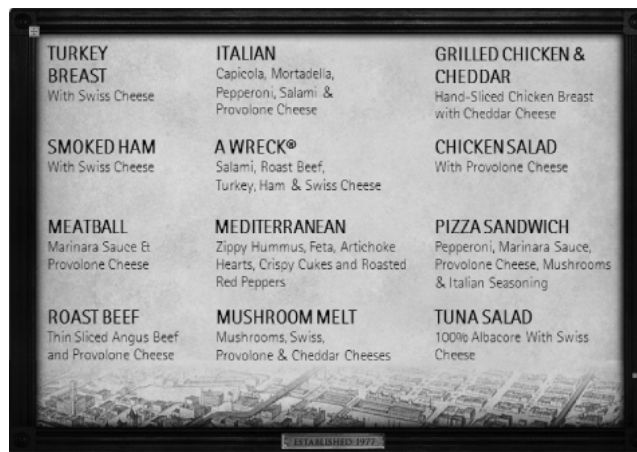 TURKEY
BREAST
With Swiss Cheese
SMOKED HAM
With Swiss Cheese
MEATBALL
Marinara Sauce &
Provolone Cheese
ROAST BEEF
Thin Sliced Angus Beef
and Provolone Cheese
ITALIAN
Capicola, Mortadella,
Pepperoni, Salami &
Provolone Cheese
A WRECK®
Salami, Roast Beef,
Turkey, Ham & Swiss Cheese
MEDITERRANEAN
Zippy Hummus, Feta, Artichoke
Hearts, Crispy Cukes and Roasted
Red Peppers
MUSHROOM MELT
Mushrooms, Swiss,
Provolone & Cheddar Cheeses
GRILLED CHICKEN &
CHEDDAR
Hand-Sliced Chicken Breast
with Cheddar Cheese
CHICKEN SALAD
With Provolone Cheese
PIZZA SANDWICH
Pepperoni, Marinara Sauce,
Provolone Cheese, Mushrooms
& Italian Seasoning
TUNA SALAD
100% Albacore With Swiss
Cheese
ESTABLISHED 1977